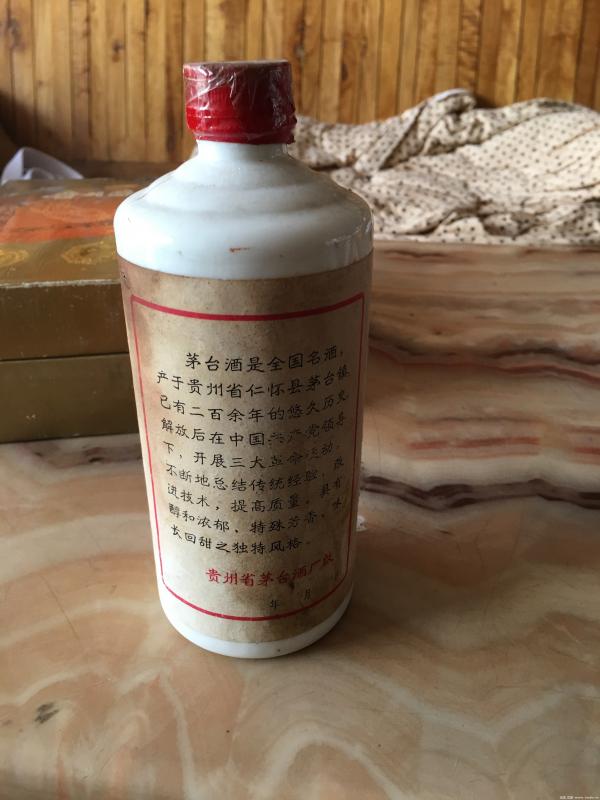 茅台酒是全国名酒，
产于贵州省仁怀县茅台镇
已有二百余年的悠久历史
解放后在中国共产党领导
下，开展三大革命运动，
不断地总结传统经验，改
进技术，提高质量。具有
醇和浓郁、特殊芳香、味
长回甜之独特风格。
贵州省茅台酒厂啟
年 月